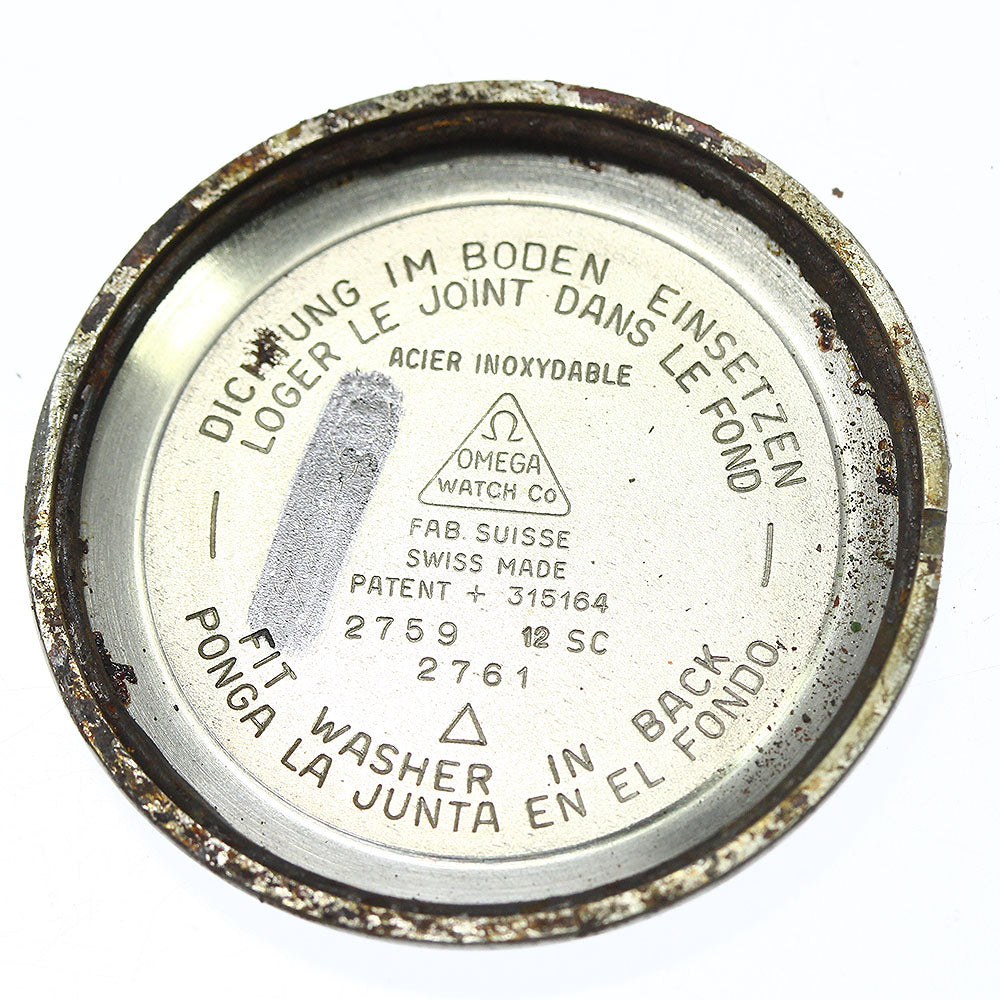 DICHTUNG IM BODEN EINSETZEN
LOGER LE JOINT DANS LE FOND
ACIER INOXYDABLE
Ω
OMEGA
WATCH Co
FAB. SUISSE
SWISS MADE
PATENT + 315164
2759 12 SC
2761
FIT WASHER IN BACK
PONGA LA JUNTA EN EL FONDO